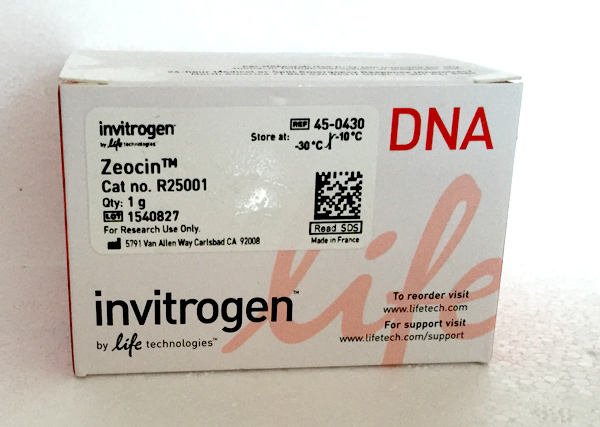 invitrogen
by life technologies™
REF 45-0430
Store at: -10°C
-30°C
Zeocin™
Cat no. R25001
Qty: 1 g
LOT 1540827
For Research Use Only.
5791 Van Allen Way Carlsbad CA 92008
Read SDS
Made in France
DNA
life
invitrogen™
by life technologies™
To reorder visit
www.lifetech.com
For support visit
www.lifetech.com/support